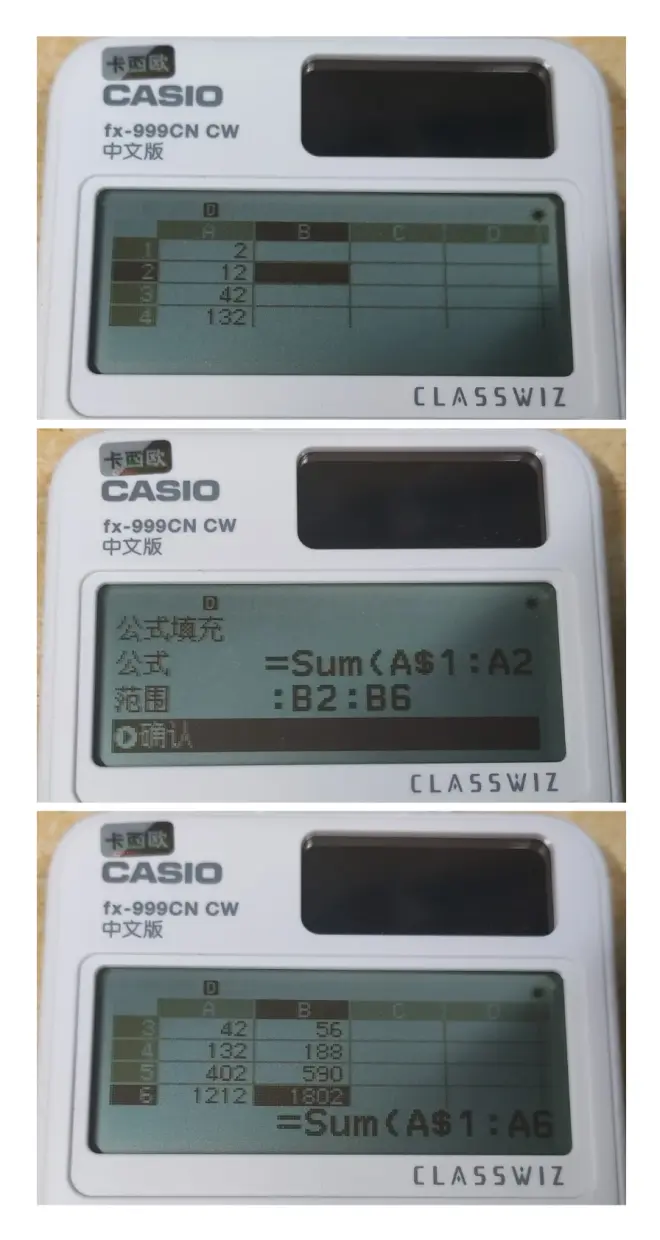 卡西欧
CASIO
fx-999CN CW
中文版
D
A B C D
1 2
2 12
3 42
4 132
CLASSWIZ
卡西欧
CASIO
fx-999CN CW
中文版
D
公式填充
公式 =Sum(A$1:A2
范围 :B2:B6
确认
CLASSWIZ
卡西欧
CASIO
fx-999CN CW
中文版
D
A B C D
3 42 56
4 132 188
5 402 590
6 1212 1802
=Sum(A$1:A6
CLASSWIZ